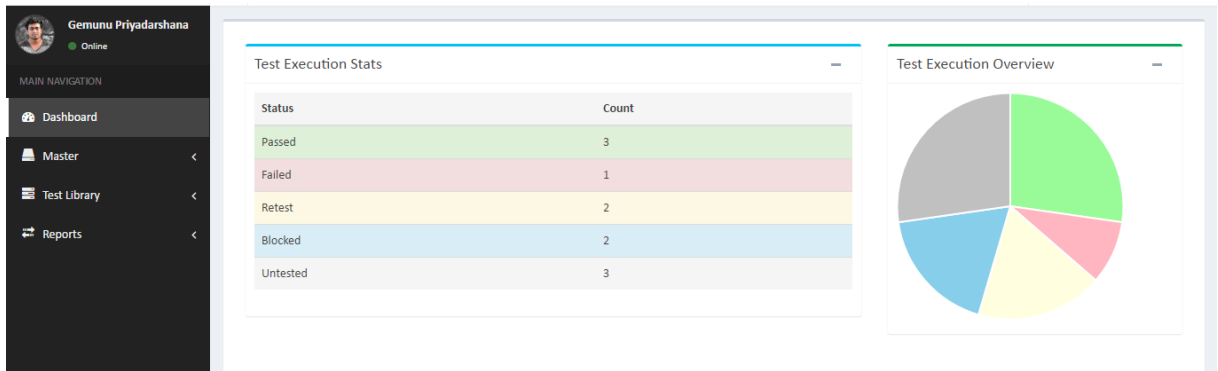 Gemunu Priyadarshana
Online
MAIN NAVIGATION
Dashboard
Master
Test Library
Reports
Test Execution Stats
Status Count
Passed 3
Failed 1
Retest 2
Blocked 2
Untested 3
Test Execution Overview